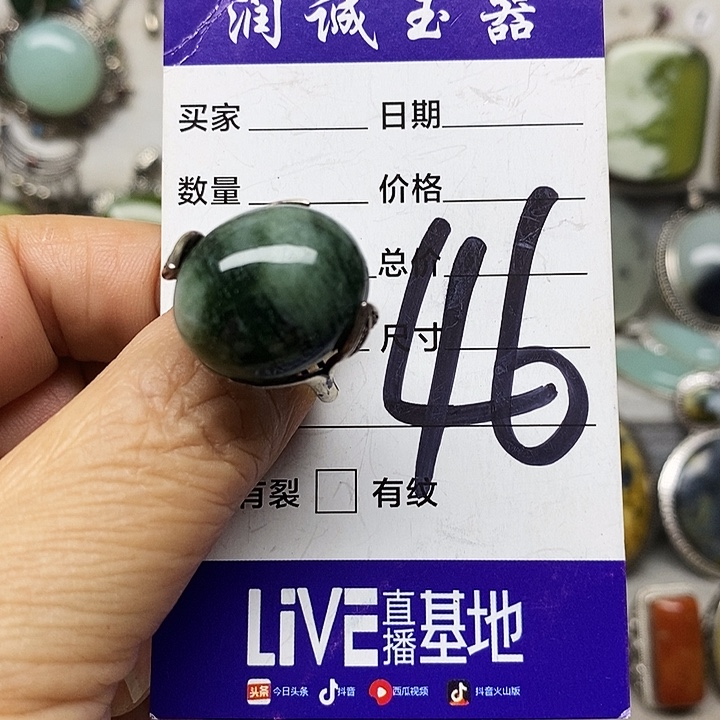 润诚玉器
买家 日期
数量 价格
总价
尺寸
46
有裂 有纹
LiVE直播基地
头条 今日头条 抖音 西瓜视频 抖音火山版